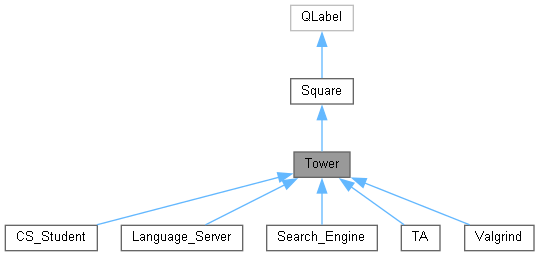 QLabel
Square
Tower
CS_Student
Language_Server
Search_Engine
TA
Valgrind